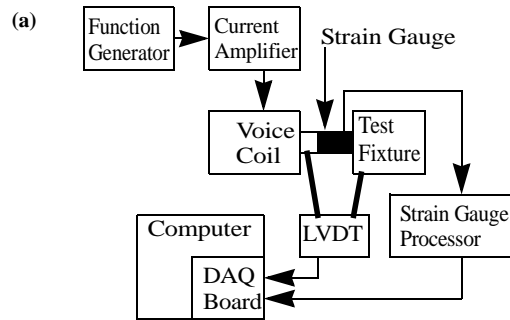 (a)
Function
Generator
Current
Amplifier
Strain Gauge
Voice
Coil
Test
Fixture
LVDT
Strain Gauge
Processor
Computer
DAQ
Board